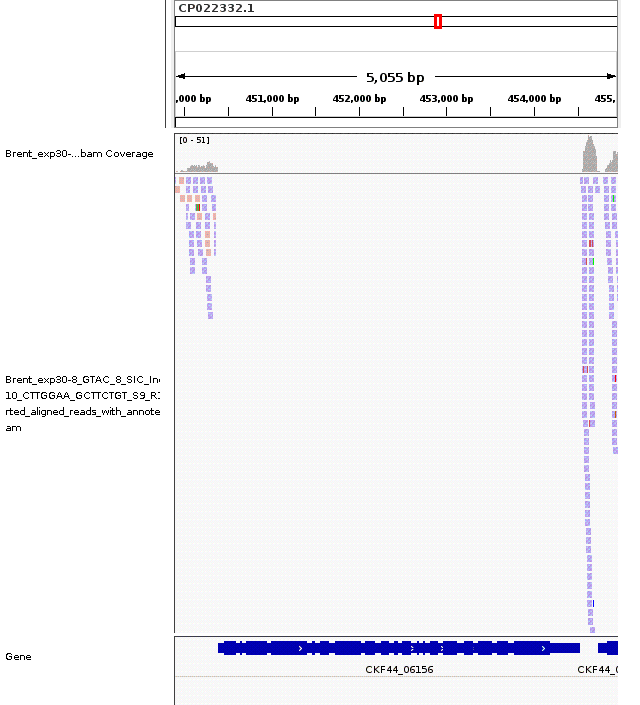 CP022332.1
5,055 bp
,000 bp 451,000 bp 452,000 bp 453,000 bp 454,000 bp 455,
[0 - 51]
Brent_exp30-...bam Coverage
Brent_exp30-8_GTAC_8_SIC_In
10_CTTGGAA_GCTTCTGT_S9_R
rted_aligned_reads_with_annote
am
Gene
CKF44_06156 CKF44_0